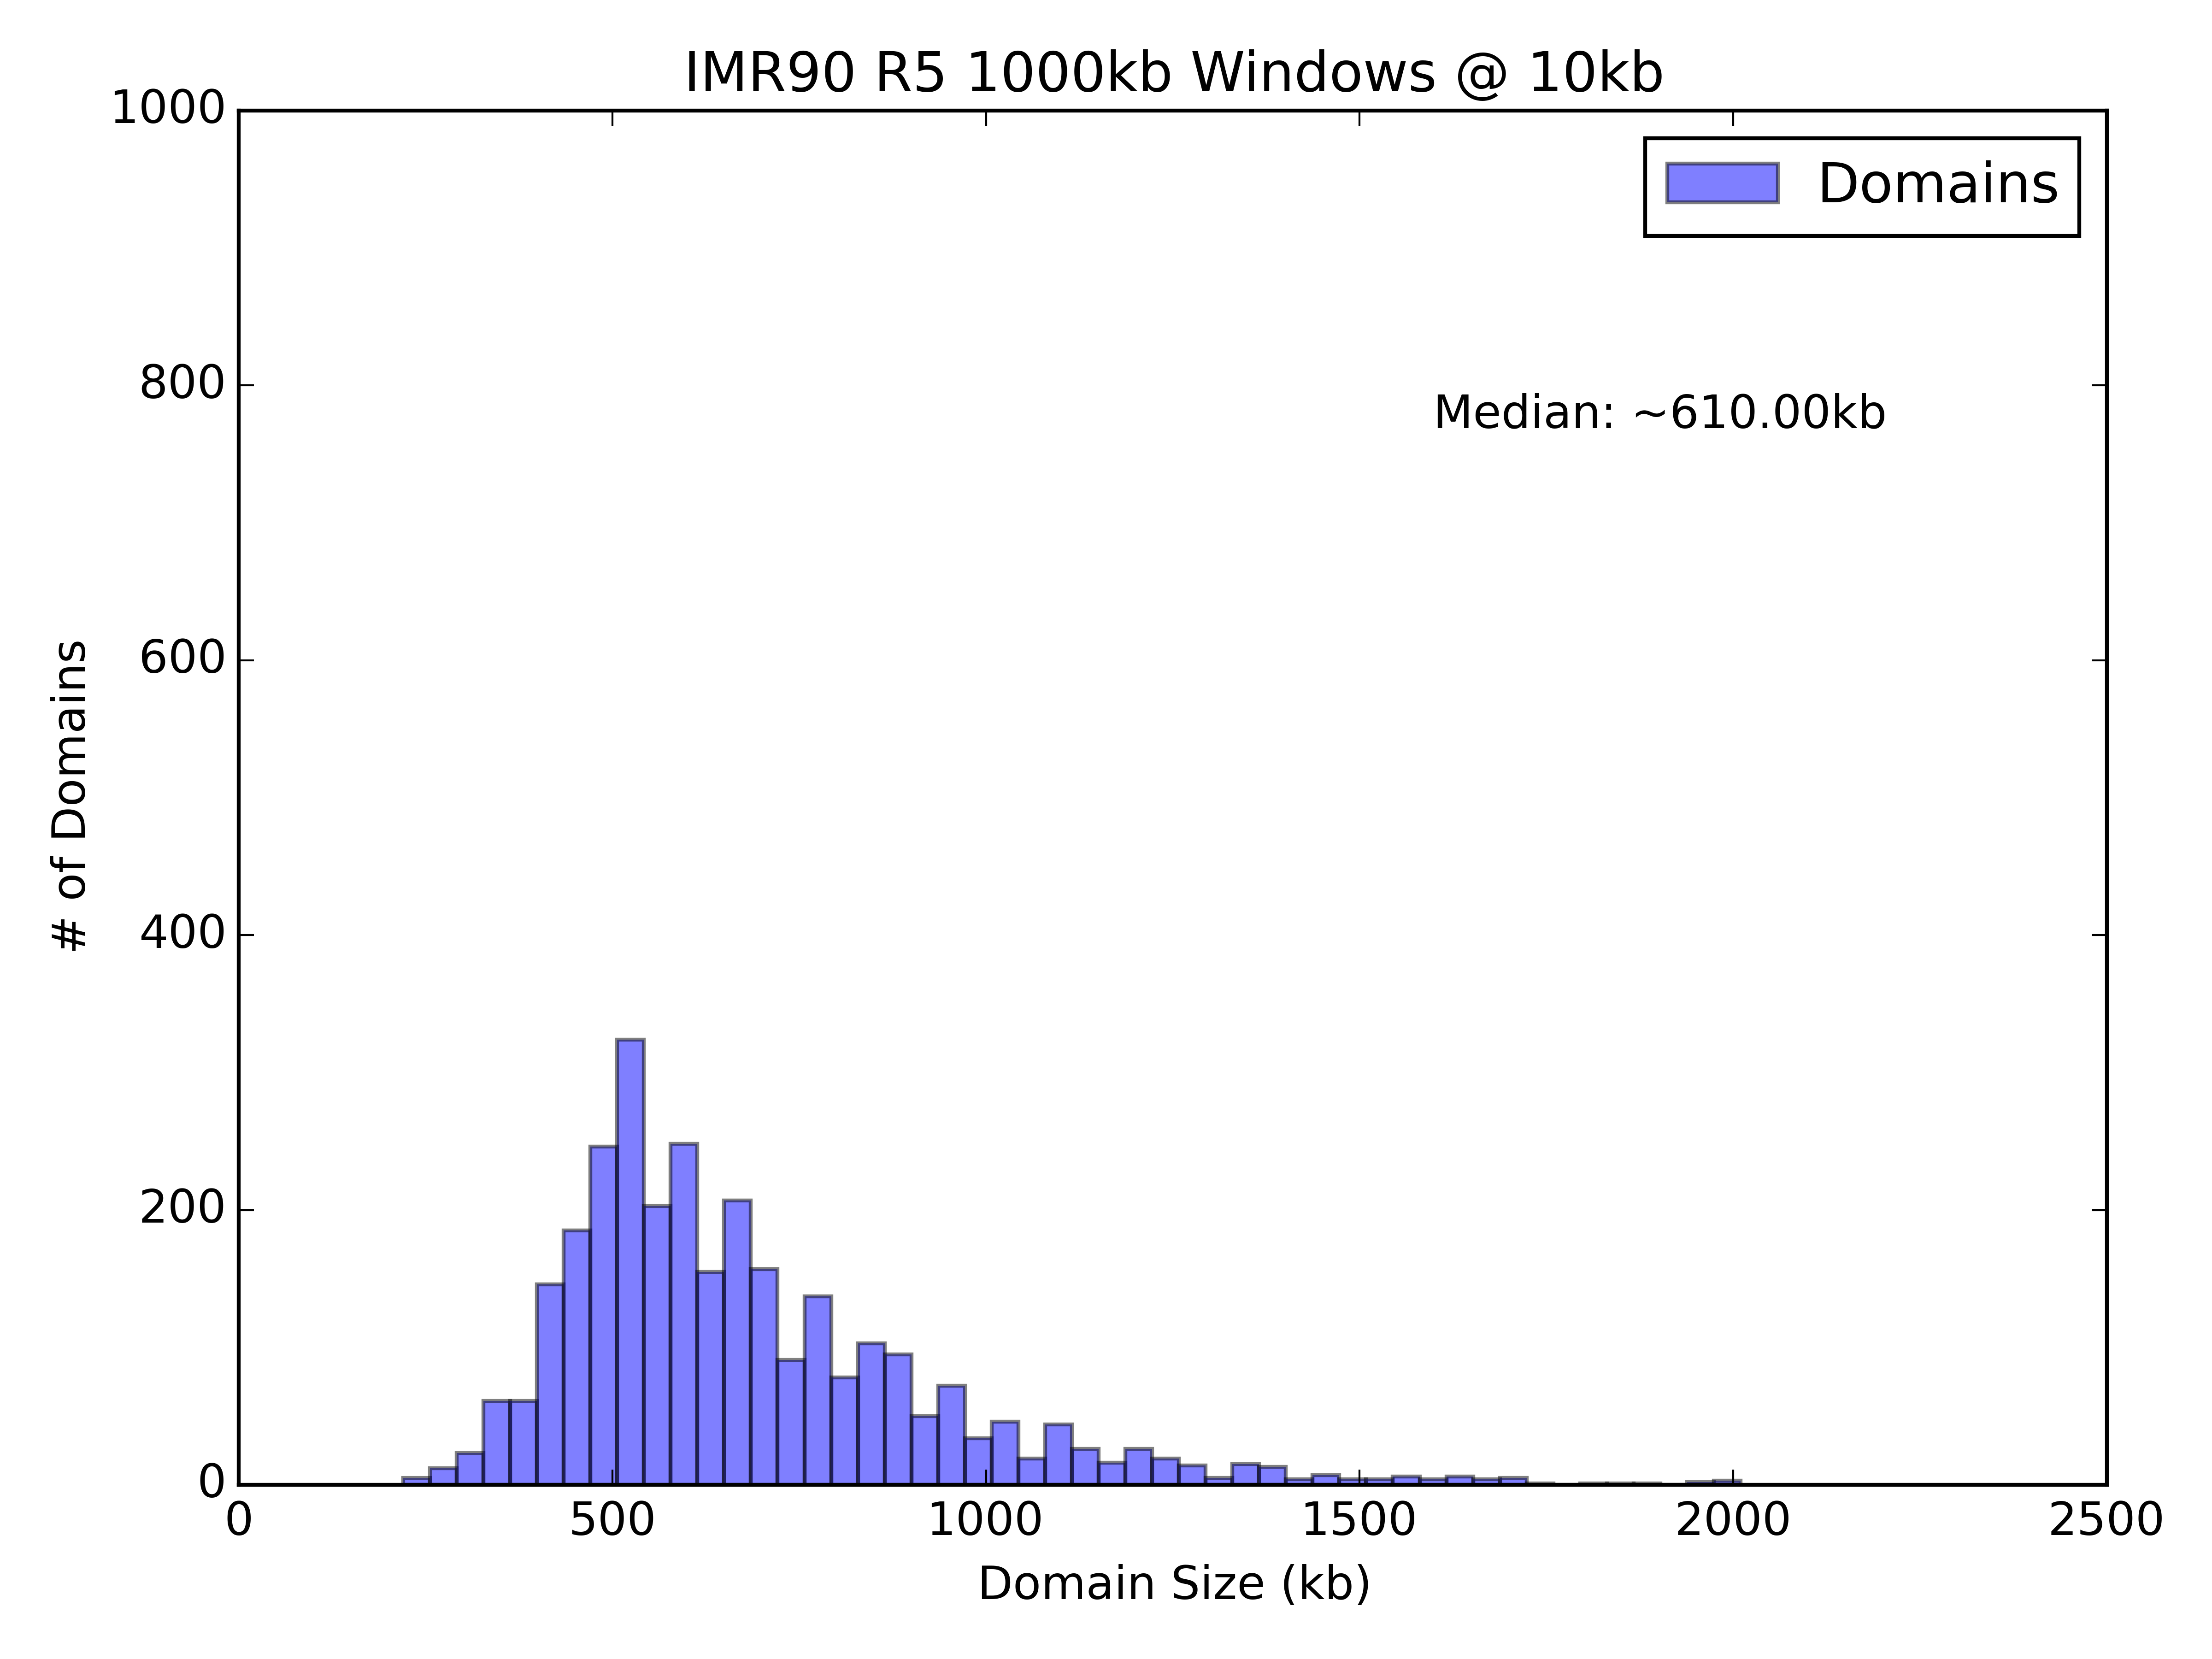 IMR90 R5 1000kb Windows @ 10kb
1000
800
600
400
200
0
# of Domains
Domains
Median: ~610.00kb
0 500 1000 1500 2000 2500
Domain Size (kb)